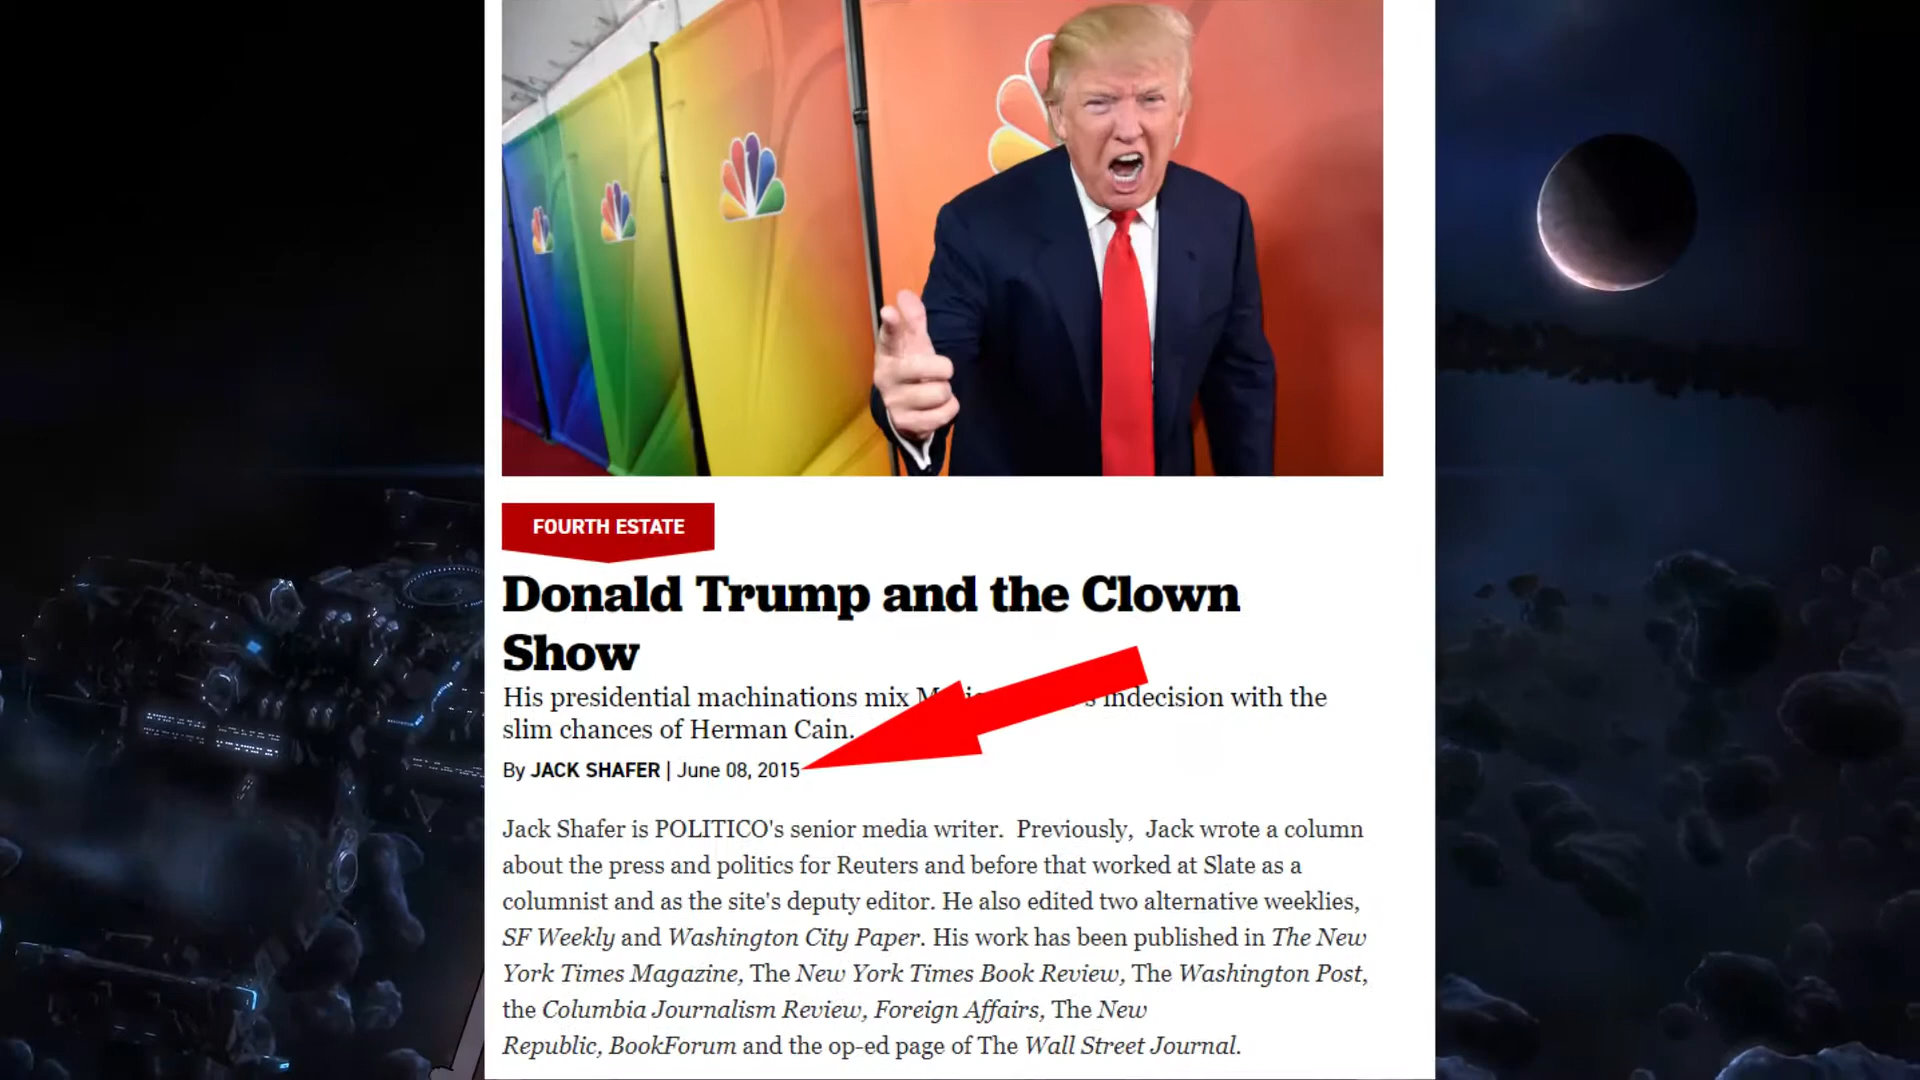 FOURTH ESTATE
Donald Trump and the Clown
Show
His presidential machinations mix indecision with the
slim chances of Herman Cain.
By JACK SHAFER | June 08, 2015
Jack Shafer is POLITICO's senior media writer. Previously, Jack wrote a column
about the press and politics for Reuters and before that worked at Slate as a
columnist and as the site's deputy editor. He also edited two alternative weeklies,
SF Weekly and Washington City Paper. His work has been published in The New
York Times Magazine, The New York Times Book Review, The Washington Post,
the Columbia Journalism Review, Foreign Affairs, The New
Republic, BookForum and the op-ed page of The Wall Street Journal.